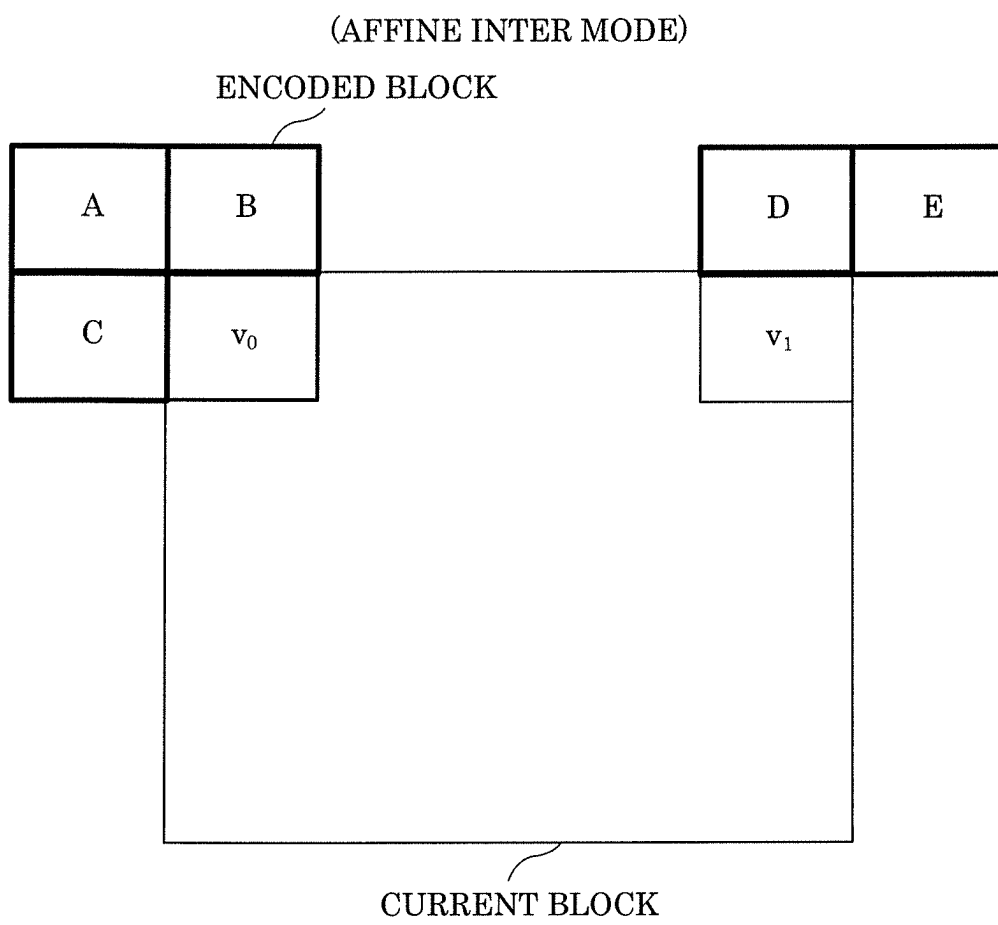 (AFFINE INTER MODE)
ENCODED BLOCK
A B D E
C v₀ v₁
CURRENT BLOCK